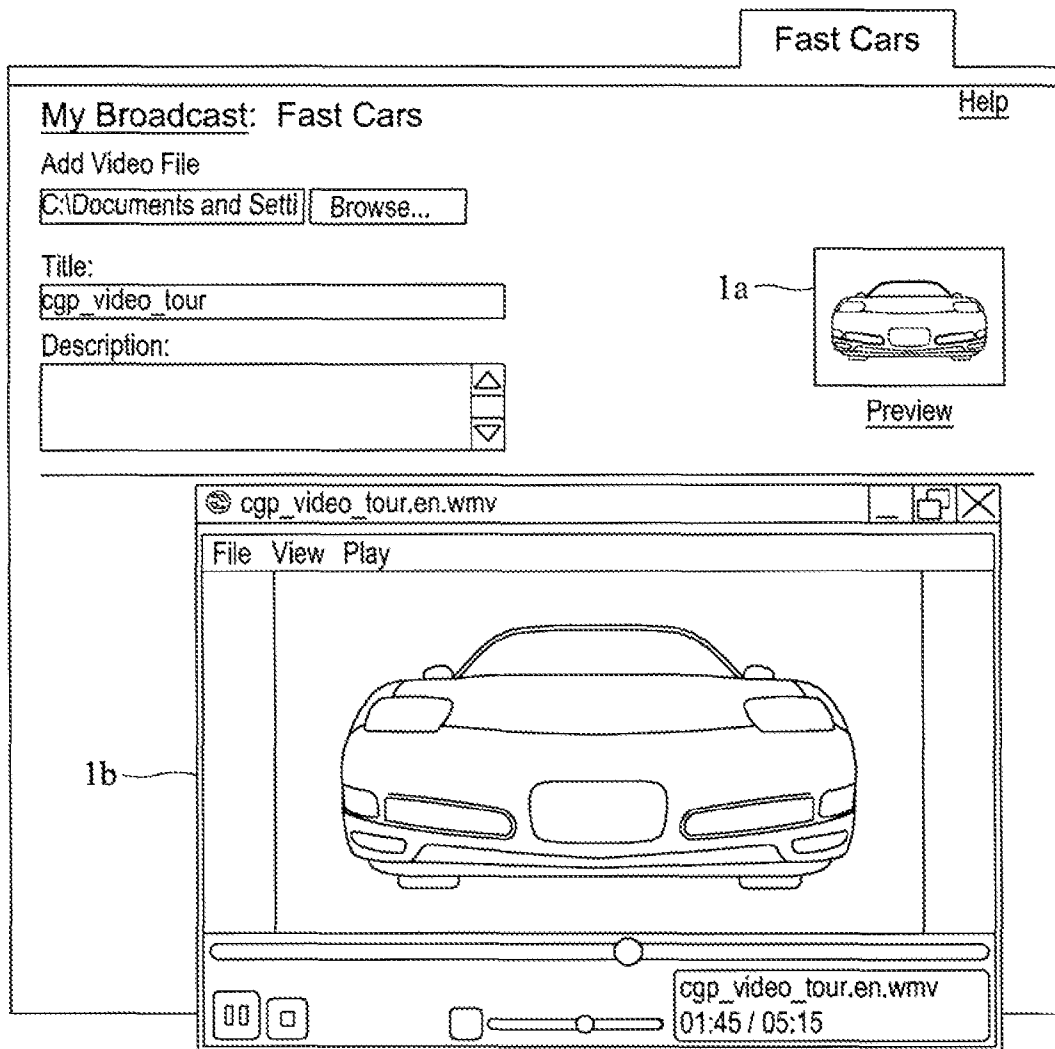 Fast Cars
My Broadcast: Fast Cars
Help
Add Video File
C:\Documents and Setti
Browse...
Title:
cgp_video_tour
1a
Description:
Preview
cgp_video_tour.en.wmv
File View Play
1b
cgp_video_tour.en.wmv
01:45 / 05:15